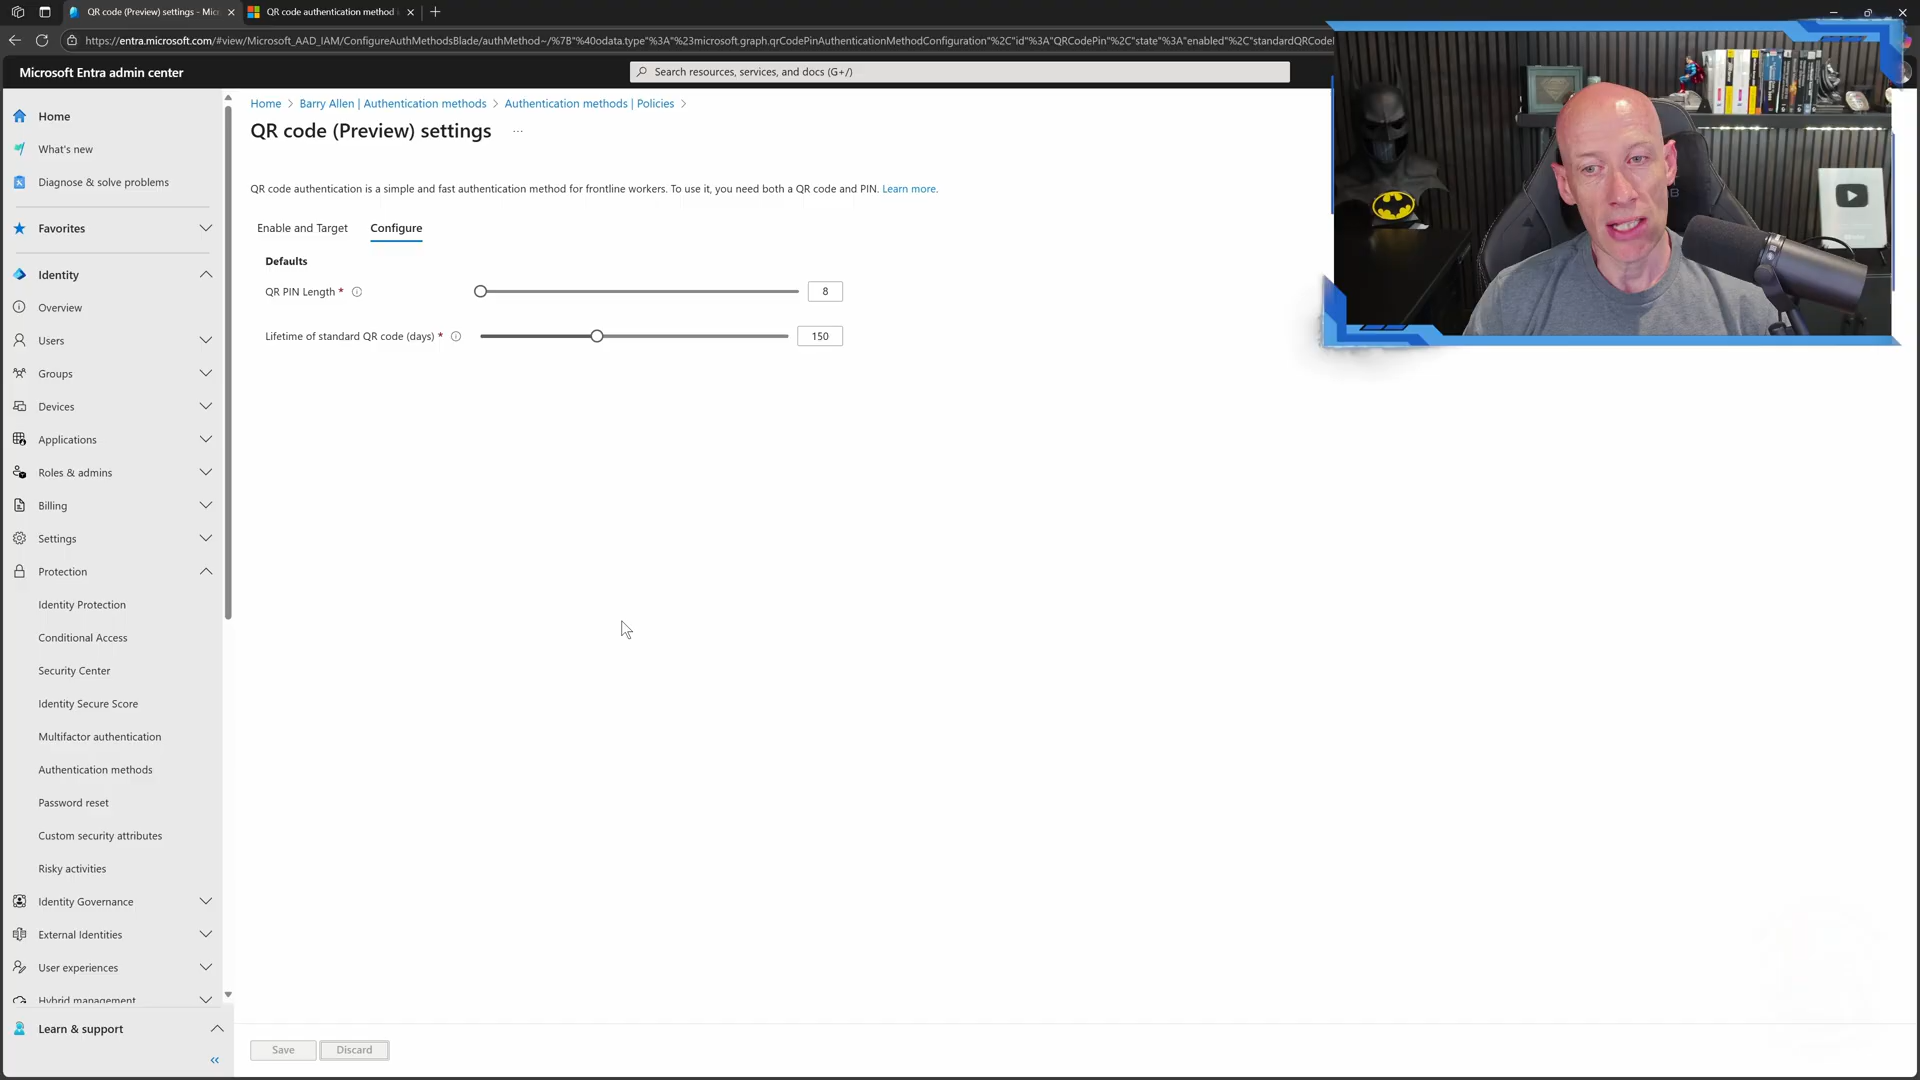 QR code (Preview) settings - Mic
QR code authentication method
https://entra.microsoft.com/#view/Microsoft_AAD_IAM/ConfigureAuthMethodsBlade/authMethod~/%7B"%40odata.type"%3A"%23microsoft.graph.qrCodePinAuthenticationMethodConfiguration"%2C"id"%3A"QRCodePin"%2C"state"%3A"enabled"%2C"standardQRCodeL
Microsoft Entra admin center
Search resources, services, and docs (G+/)
Home
What's new
Diagnose & solve problems
Favorites
Identity
Overview
Users
Groups
Devices
Applications
Roles & admins
Billing
Settings
Protection
Identity Protection
Conditional Access
Security Center
Identity Secure Score
Multifactor authentication
Authentication methods
Password reset
Custom security attributes
Risky activities
Identity Governance
External Identities
User experiences
Hybrid management
Learn & support
Home > Barry Allen | Authentication methods > Authentication methods | Policies >
QR code (Preview) settings ...
QR code authentication is a simple and fast authentication method for frontline workers. To use it, you need both a QR code and PIN. Learn more.
Enable and Target Configure
Defaults
QR PIN Length * 8
Lifetime of standard QR code (days) * 150
Save Discard